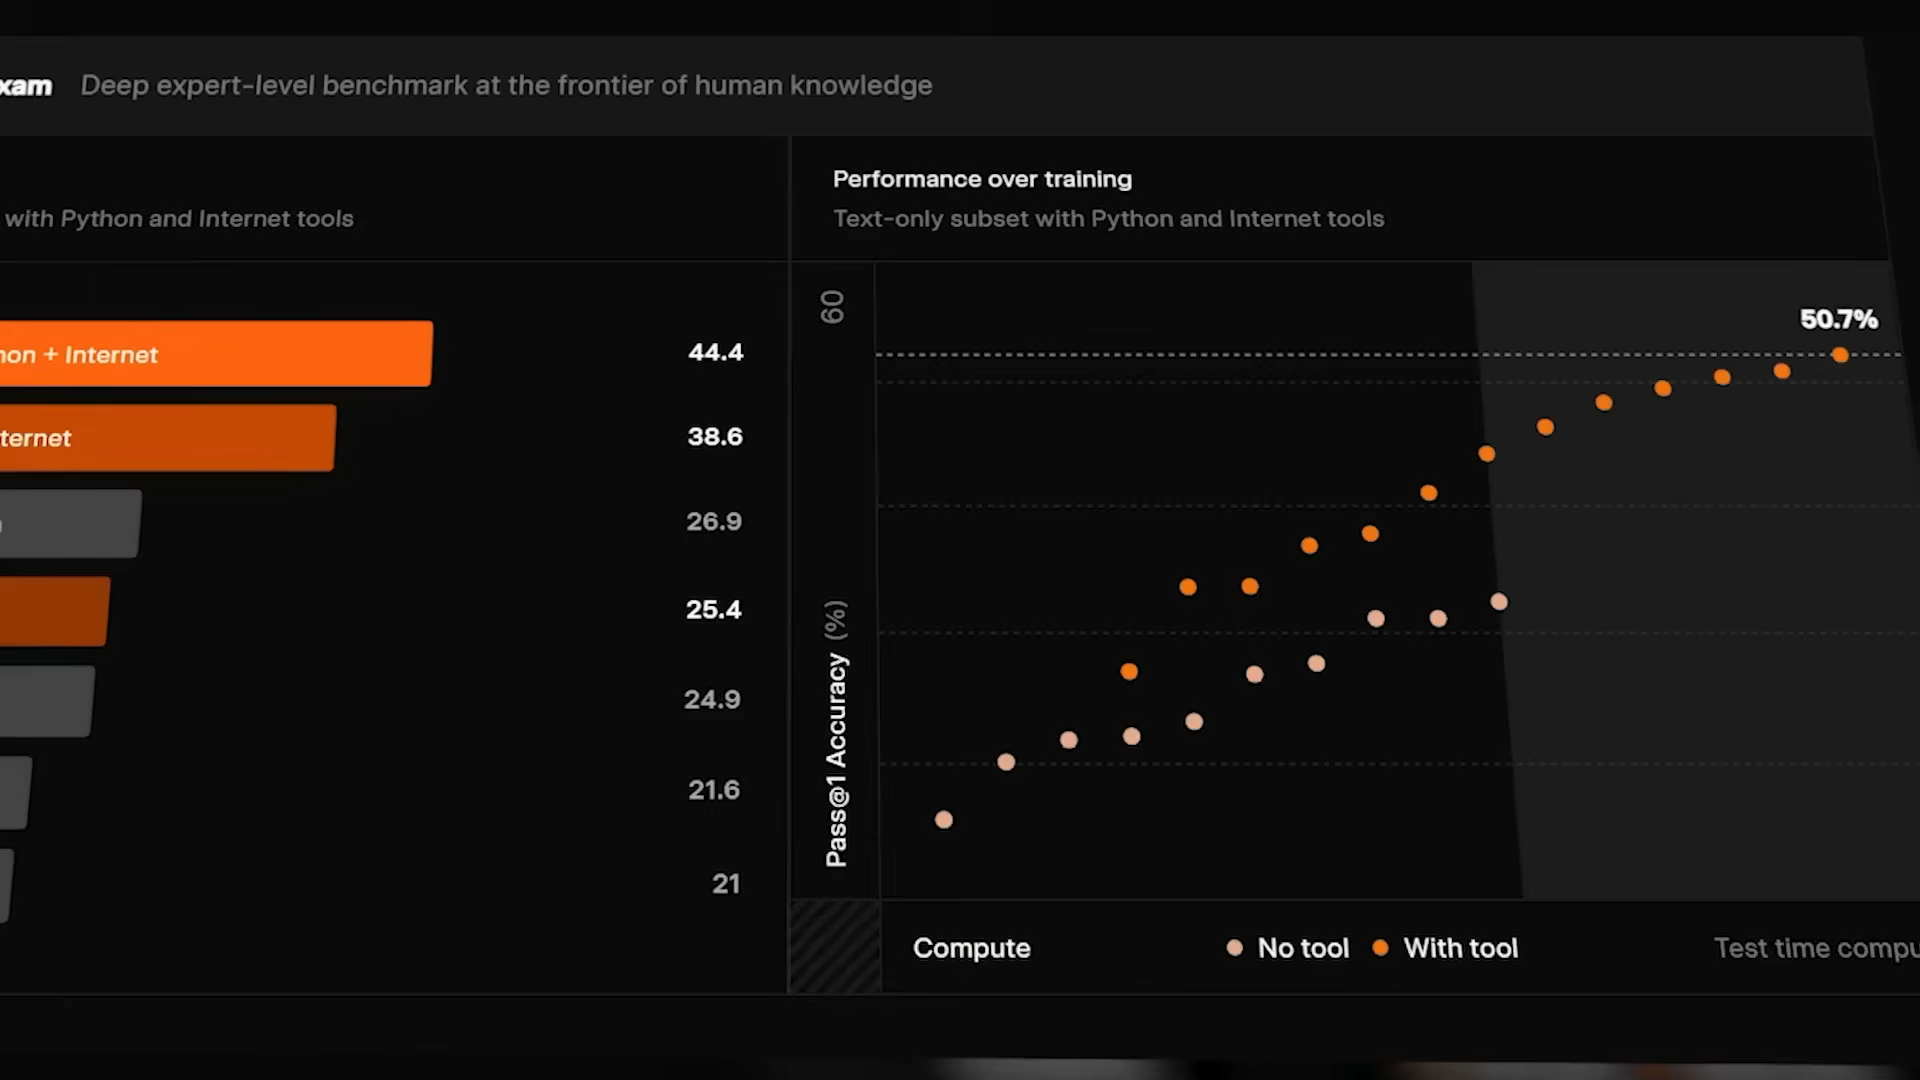 xam Deep expert-level benchmark at the frontier of human knowledge
with Python and Internet tools
hon + Internet 44.4
ternet 38.6
26.9
25.4
24.9
21.6
21
Performance over training
Text-only subset with Python and Internet tools
60
Pass@1 Accuracy (%)
50.7%
Compute
No tool
With tool
Test time compu